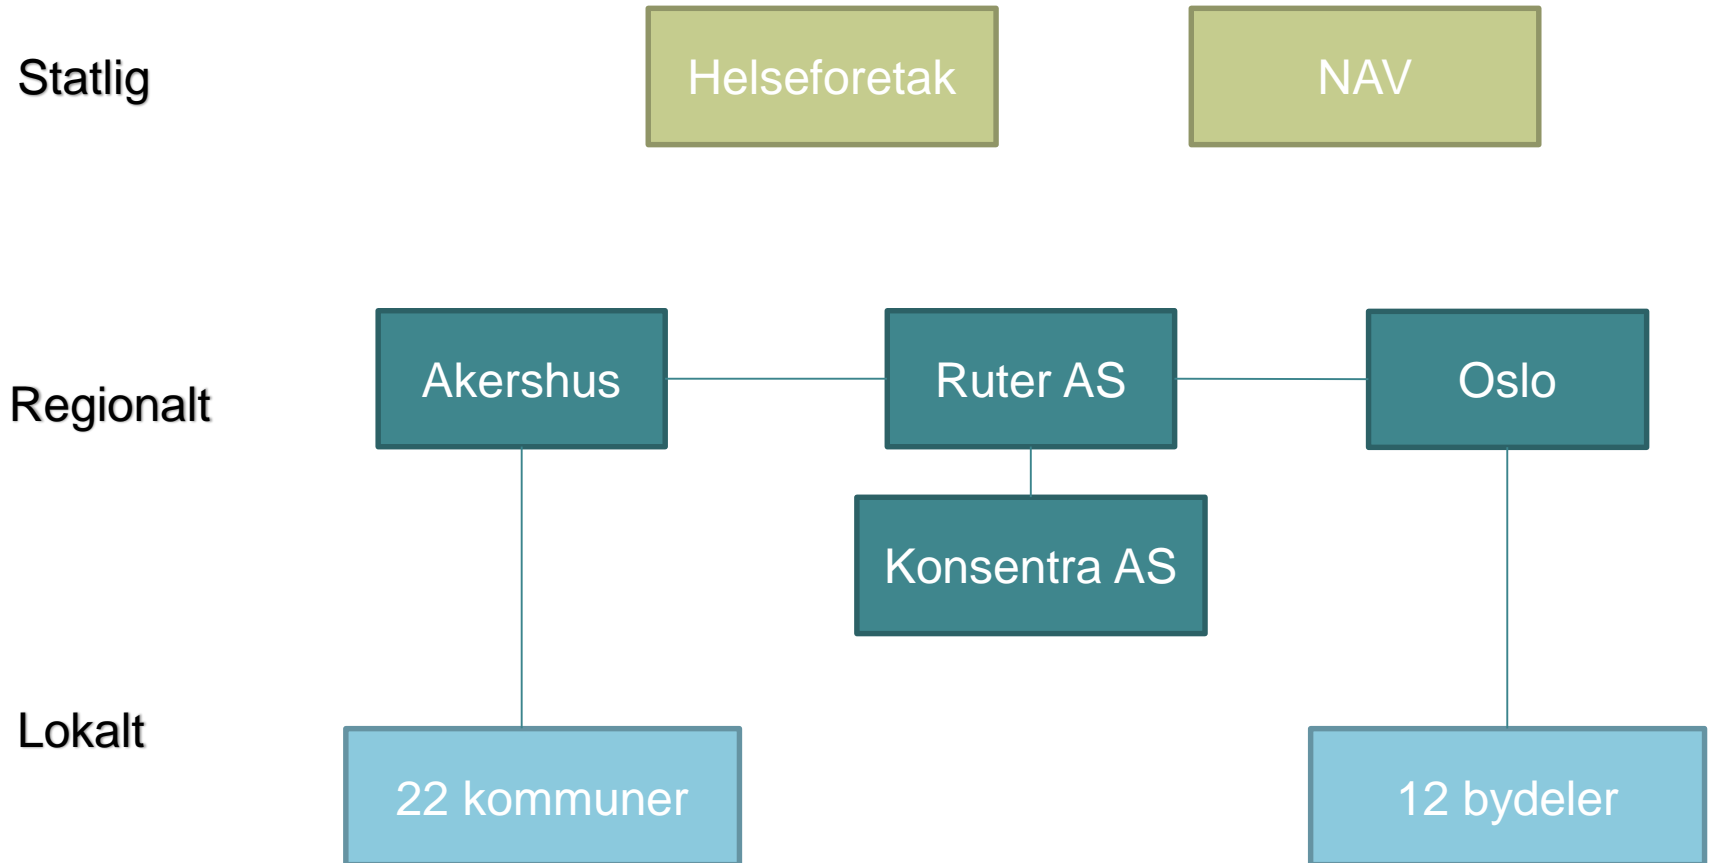 Statlig
Helseforetak
NAV
Regionalt
Akershus
Ruter AS
Oslo
Konsentra AS
Lokalt
22 kommuner
12 bydeler